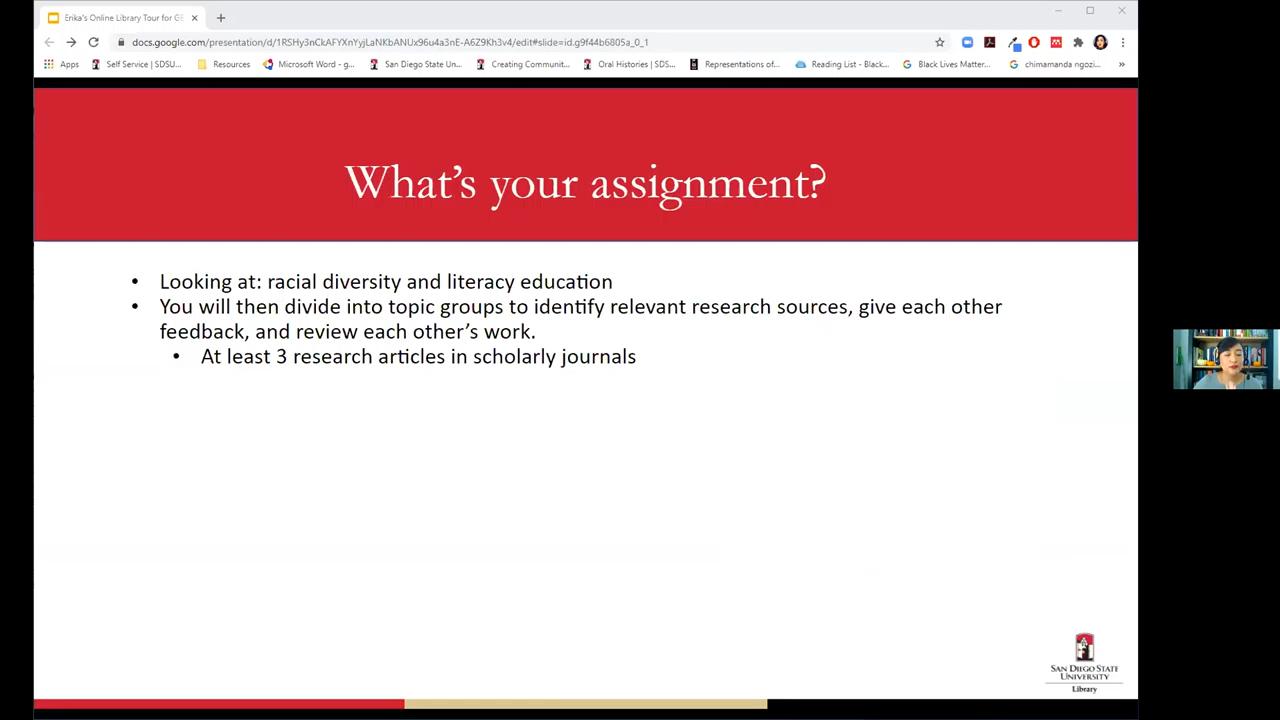 Erika's Online Library Tour for GE
docs.google.com/presentation/d/1RSHy3nCkAFYXnYyjLaNKbANUx96u4a3nE-A6Z9Kh3v4/edit#slide=id.g9f44b6805a_0_1
Apps Self Service | SDSU... Resources Microsoft Word - g... San Diego State Un... Creating Communit... Oral Histories | SDS... Representations of... Reading List - Black... Black Lives Matter... chimamanda ngozi... »
What's your assignment?
• Looking at: racial diversity and literacy education
• You will then divide into topic groups to identify relevant research sources, give each other
feedback, and review each other's work.
• At least 3 research articles in scholarly journals
SAN DIEGO STATE
UNIVERSITY
Library